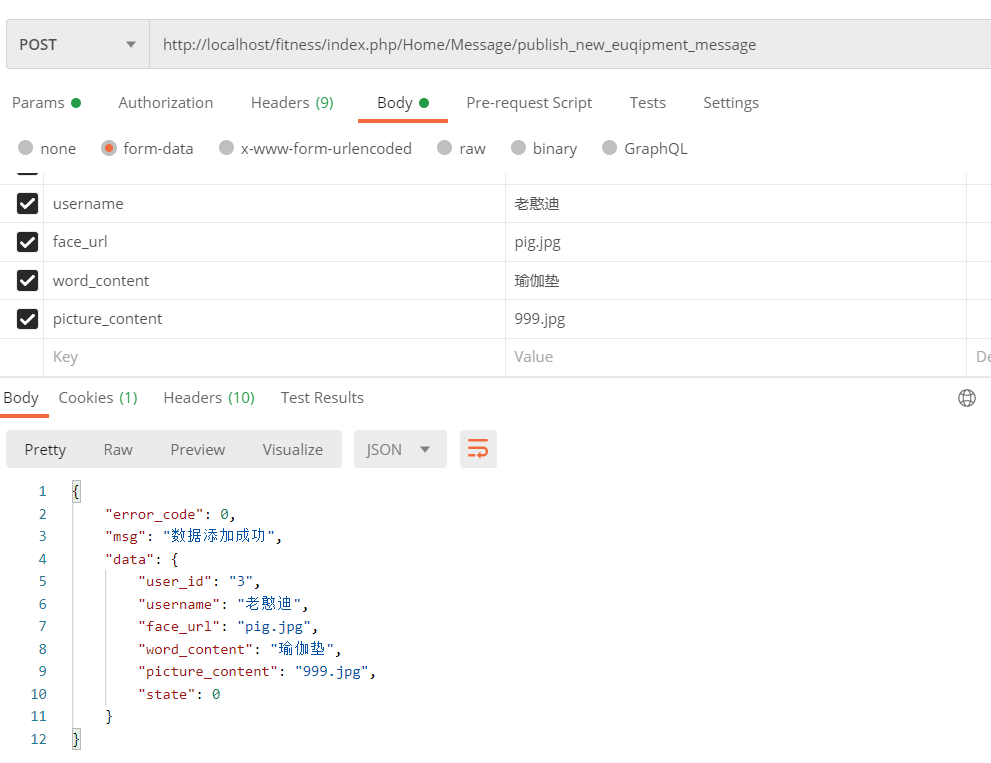 POST http://localhost/fitness/index.php/Home/Message/publish_new_euqipment_message
Params Authorization Headers (9) Body Pre-request Script Tests Settings
none form-data x-www-form-urlencoded raw binary GraphQL
username 老憨迪
face_url pig.jpg
word_content 瑜伽垫
picture_content 999.jpg
Key Value De
Body Cookies (1) Headers (10) Test Results
Pretty Raw Preview Visualize JSON
1 {
2 "error_code": 0,
3 "msg": "数据添加成功",
4 "data": {
5 "user_id": "3",
6 "username": "老憨迪",
7 "face_url": "pig.jpg",
8 "word_content": "瑜伽垫",
9 "picture_content": "999.jpg",
10 "state": 0
11 }
12 }